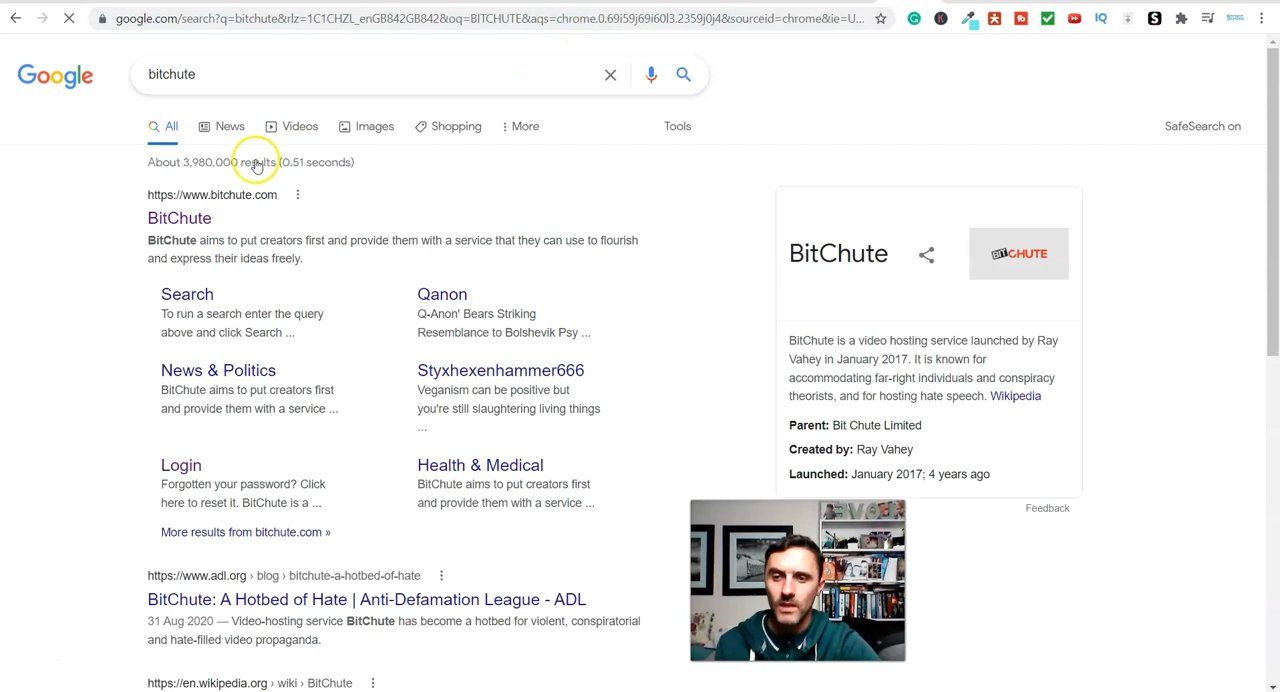 google.com/search?q=bitchute&rlz=1C1CHZL_enGB842GB842&oq=BITCHUTE&aqs=chrome.0.69i59j69i60l3.2359j0j4&sourceid=chrome&ie=U...
Google
bitchute
All News Videos Images Shopping More Tools SafeSearch on
About 3,980,000 results (0.51 seconds)
https://www.bitchute.com
BitChute
BitChute aims to put creators first and provide them with a service that they can use to flourish
and express their ideas freely.
Search
To run a search enter the query
above and click Search ...
Qanon
Q-Anon' Bears Striking
Resemblance to Bolshevik Psy ...
News & Politics
BitChute aims to put creators first
and provide them with a service ...
Styxhexenhammer666
Veganism can be positive but
you're still slaughtering living things
...
Login
Forgotten your password? Click
here to reset it. BitChute is a ...
Health & Medical
BitChute aims to put creators first
and provide them with a service ...
More results from bitchute.com »
https://www.adl.org › blog › bitchute-a-hotbed-of-hate
BitChute: A Hotbed of Hate | Anti-Defamation League - ADL
31 Aug 2020 — Video-hosting service BitChute has become a hotbed for violent, conspiratorial
and hate-filled video propaganda.
https://en.wikipedia.org › wiki › BitChute
BitChute
BITCHUTE
BitChute is a video hosting service launched by Ray
Vahey in January 2017. It is known for
accommodating far-right individuals and conspiracy
theorists, and for hosting hate speech. Wikipedia
Parent: Bit Chute Limited
Created by: Ray Vahey
Launched: January 2017; 4 years ago
Feedback